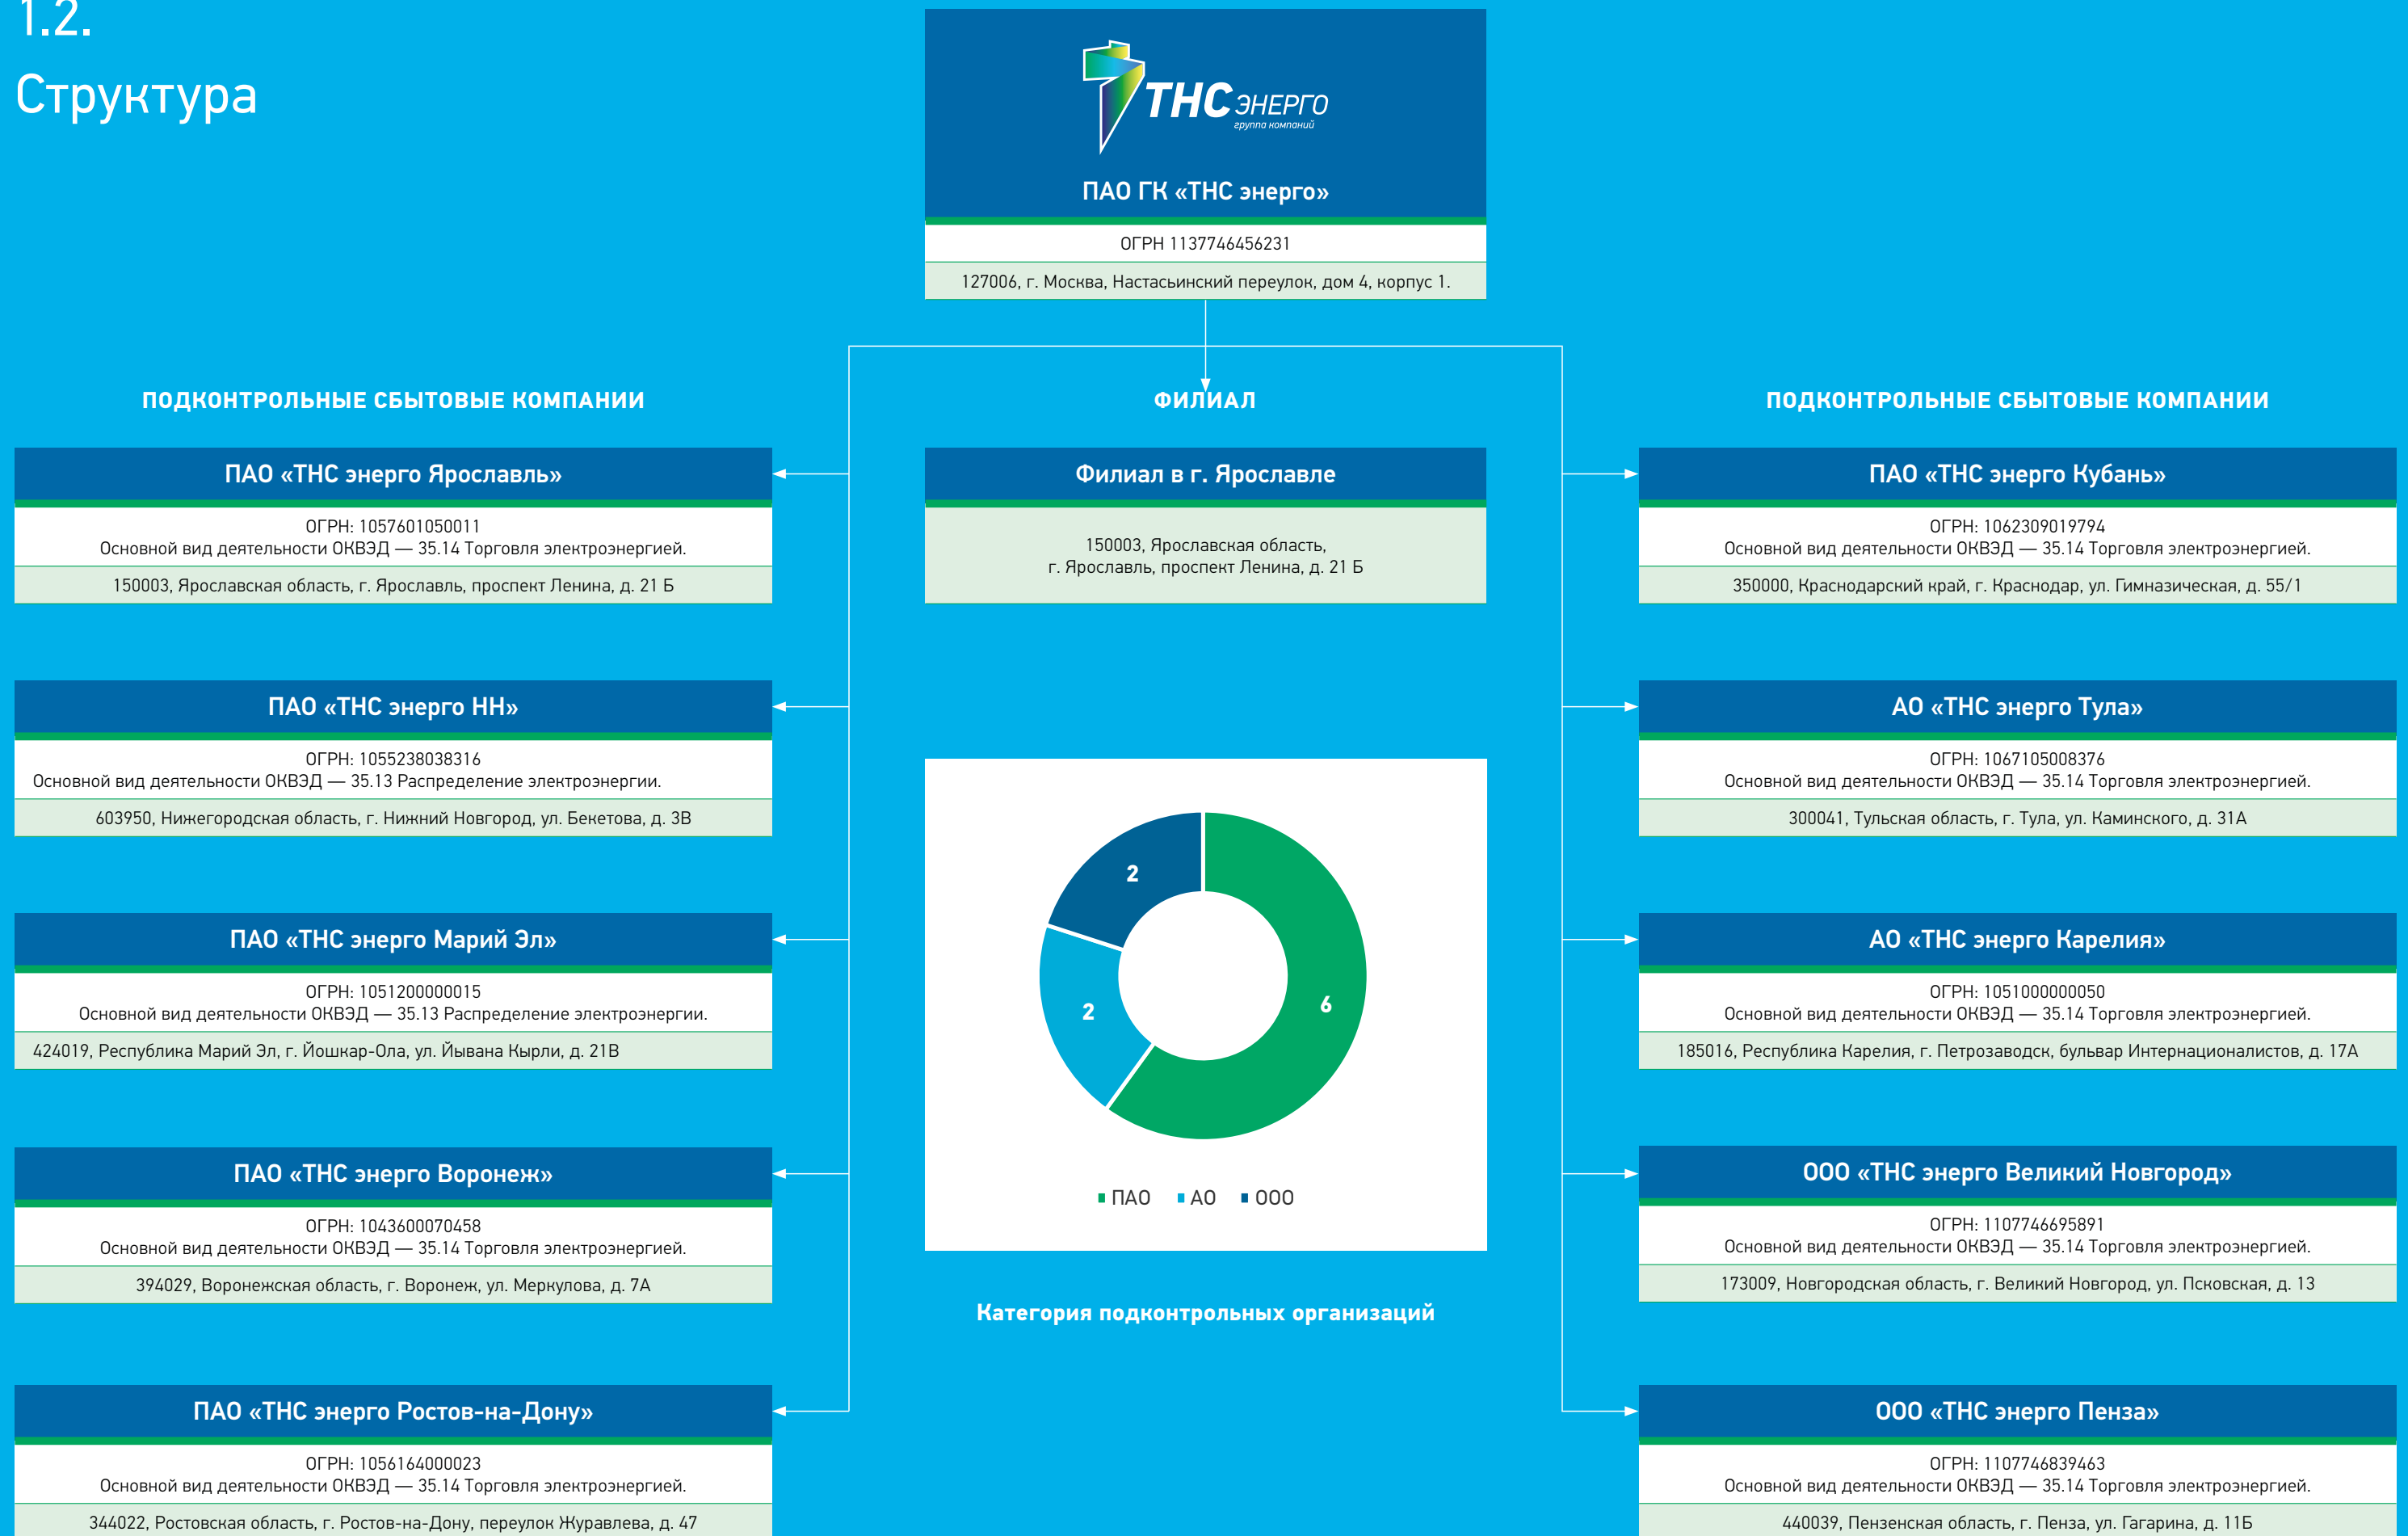 1.2.
Структура
ТНС ЭНЕРГО
группа компаний
ПАО ГК «ТНС энерго»
ОГРН 1137746456231
127006, г. Москва, Настасьинский переулок, дом 4, корпус 1.
ПОДКОНТРОЛЬНЫЕ СБЫТОВЫЕ КОМПАНИИ
ПАО «ТНС энерго Ярославль»
ОГРН: 1057601050011
Основной вид деятельности ОКВЭД — 35.14 Торговля электроэнергией.
150003, Ярославская область, г. Ярославль, проспект Ленина, д. 21 Б
ПАО «ТНС энерго НН»
ОГРН: 1055238038316
Основной вид деятельности ОКВЭД — 35.13 Распределение электроэнергии.
603950, Нижегородская область, г. Нижний Новгород, ул. Бекетова, д. 3В
ПАО «ТНС энерго Марий Эл»
ОГРН: 1051200000015
Основной вид деятельности ОКВЭД — 35.13 Распределение электроэнергии.
424019, Республика Марий Эл, г. Йошкар-Ола, ул. Йывана Кырли, д. 21В
ПАО «ТНС энерго Воронеж»
ОГРН: 1043600070458
Основной вид деятельности ОКВЭД — 35.14 Торговля электроэнергией.
394029, Воронежская область, г. Воронеж, ул. Меркулова, д. 7А
ПАО «ТНС энерго Ростов-на-Дону»
ОГРН: 1056164000023
Основной вид деятельности ОКВЭД — 35.14 Торговля электроэнергией.
344022, Ростовская область, г. Ростов-на-Дону, переулок Журавлева, д. 47
ФИЛИАЛ
Филиал в г. Ярославле
150003, Ярославская область,
г. Ярославль, проспект Ленина, д. 21 Б
2
2
6
ПАО АО ООО
Категория подконтрольных организаций
ПОДКОНТРОЛЬНЫЕ СБЫТОВЫЕ КОМПАНИИ
ПАО «ТНС энерго Кубань»
ОГРН: 1062309019794
Основной вид деятельности ОКВЭД — 35.14 Торговля электроэнергией.
350000, Краснодарский край, г. Краснодар, ул. Гимназическая, д. 55/1
АО «ТНС энерго Тула»
ОГРН: 1067105008376
Основной вид деятельности ОКВЭД — 35.14 Торговля электроэнергией.
300041, Тульская область, г. Тула, ул. Каминского, д. 31А
АО «ТНС энерго Карелия»
ОГРН: 1051000000050
Основной вид деятельности ОКВЭД — 35.14 Торговля электроэнергией.
185016, Республика Карелия, г. Петрозаводск, бульвар Интернационалистов, д. 17А
ООО «ТНС энерго Великий Новгород»
ОГРН: 1107746695891
Основной вид деятельности ОКВЭД — 35.14 Торговля электроэнергией.
173009, Новгородская область, г. Великий Новгород, ул. Псковская, д. 13
ООО «ТНС энерго Пенза»
ОГРН: 1107746839463
Основной вид деятельности ОКВЭД — 35.14 Торговля электроэнергией.
440039, Пензенская область, г. Пенза, ул. Гагарина, д. 11Б